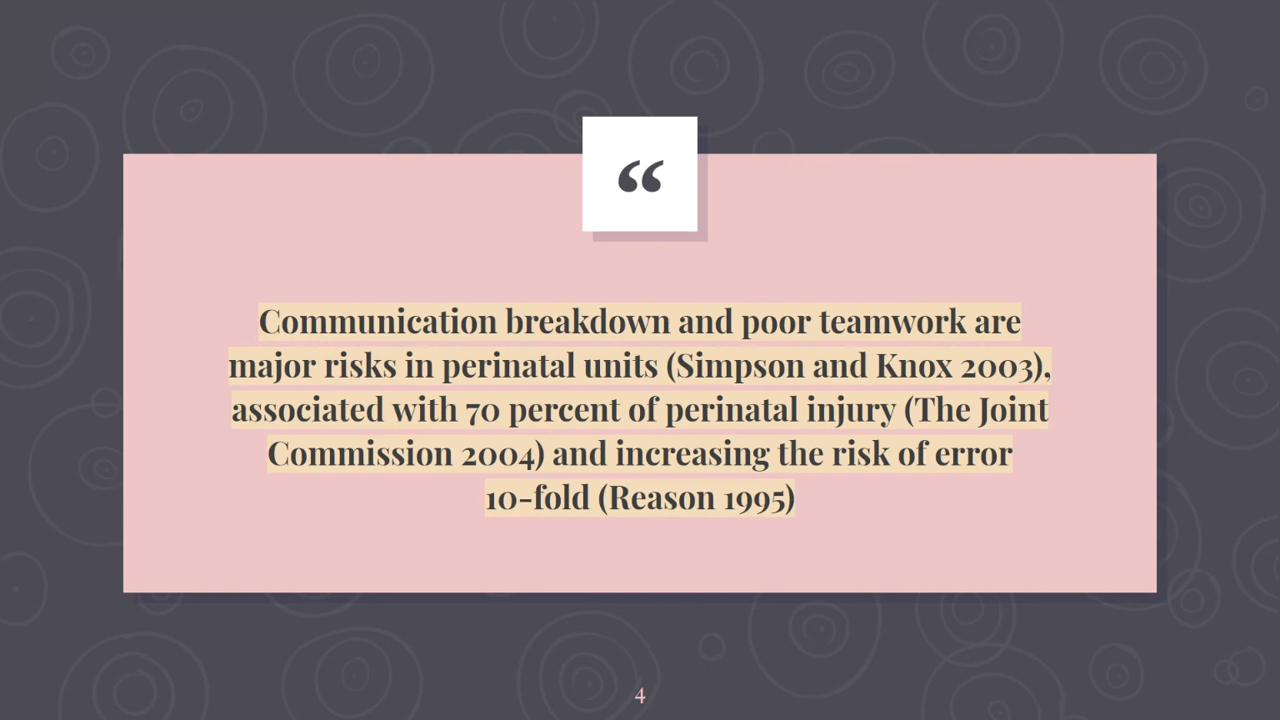 “
Communication breakdown and poor teamwork are
major risks in perinatal units (Simpson and Knox 2003),
associated with 70 percent of perinatal injury (The Joint
Commission 2004) and increasing the risk of error
10-fold (Reason 1995)
4